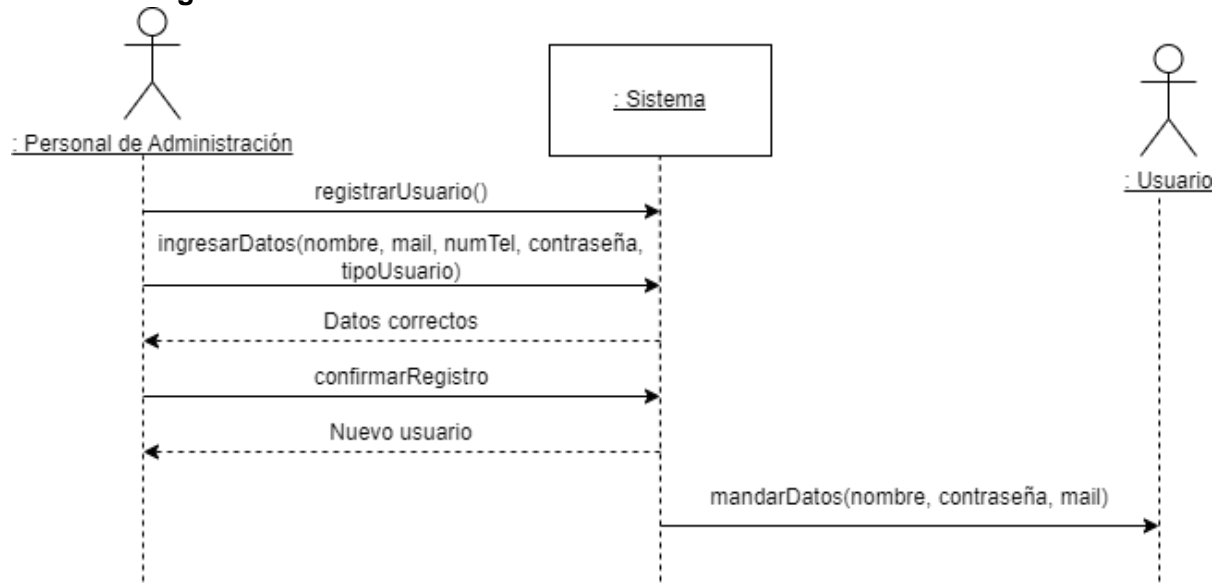 : Sistema
: Personal de Administración
: Usuario
registrarUsuario()
ingresarDatos(nombre, mail, numTel, contraseña,
tipoUsuario)
Datos correctos
confirmarRegistro
Nuevo usuario
mandarDatos(nombre, contraseña, mail)